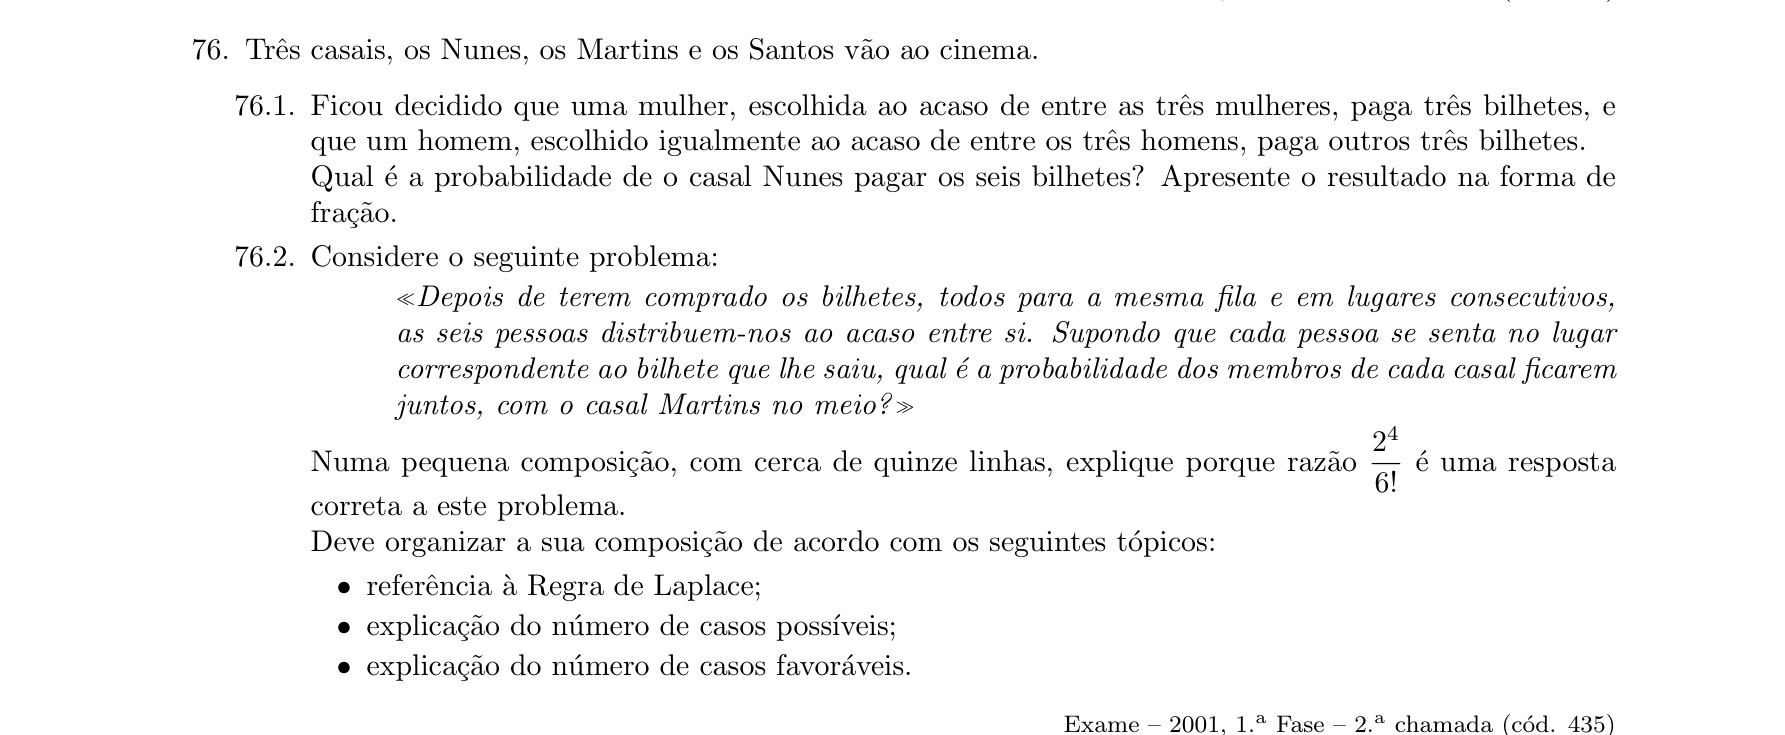 76. Três casais, os Nunes, os Martins e os Santos vão ao cinema.
76.1. Ficou decidido que uma mulher, escolhida ao acaso de entre as três mulheres, paga três bilhetes, e
que um homem, escolhido igualmente ao acaso de entre os três homens, paga outros três bilhetes.
Qual é a probabilidade de o casal Nunes pagar os seis bilhetes? Apresente o resultado na forma de
fração.
76.2. Considere o seguinte problema:
≪Depois de terem comprado os bilhetes, todos para a mesma fila e em lugares consecutivos,
as seis pessoas distribuem-nos ao acaso entre si. Supondo que cada pessoa se senta no lugar
correspondente ao bilhete que lhe saiu, qual é a probabilidade dos membros de cada casal ficarem
juntos, com o casal Martins no meio?≫
Numa pequena composição, com cerca de quinze linhas, explique porque razão 2⁴/6! é uma resposta
correta a este problema.
Deve organizar a sua composição de acordo com os seguintes tópicos:
• referência à Regra de Laplace;
• explicação do número de casos possíveis;
• explicação do número de casos favoráveis.
Exame – 2001, 1.ª Fase – 2.ª chamada (cód. 435)